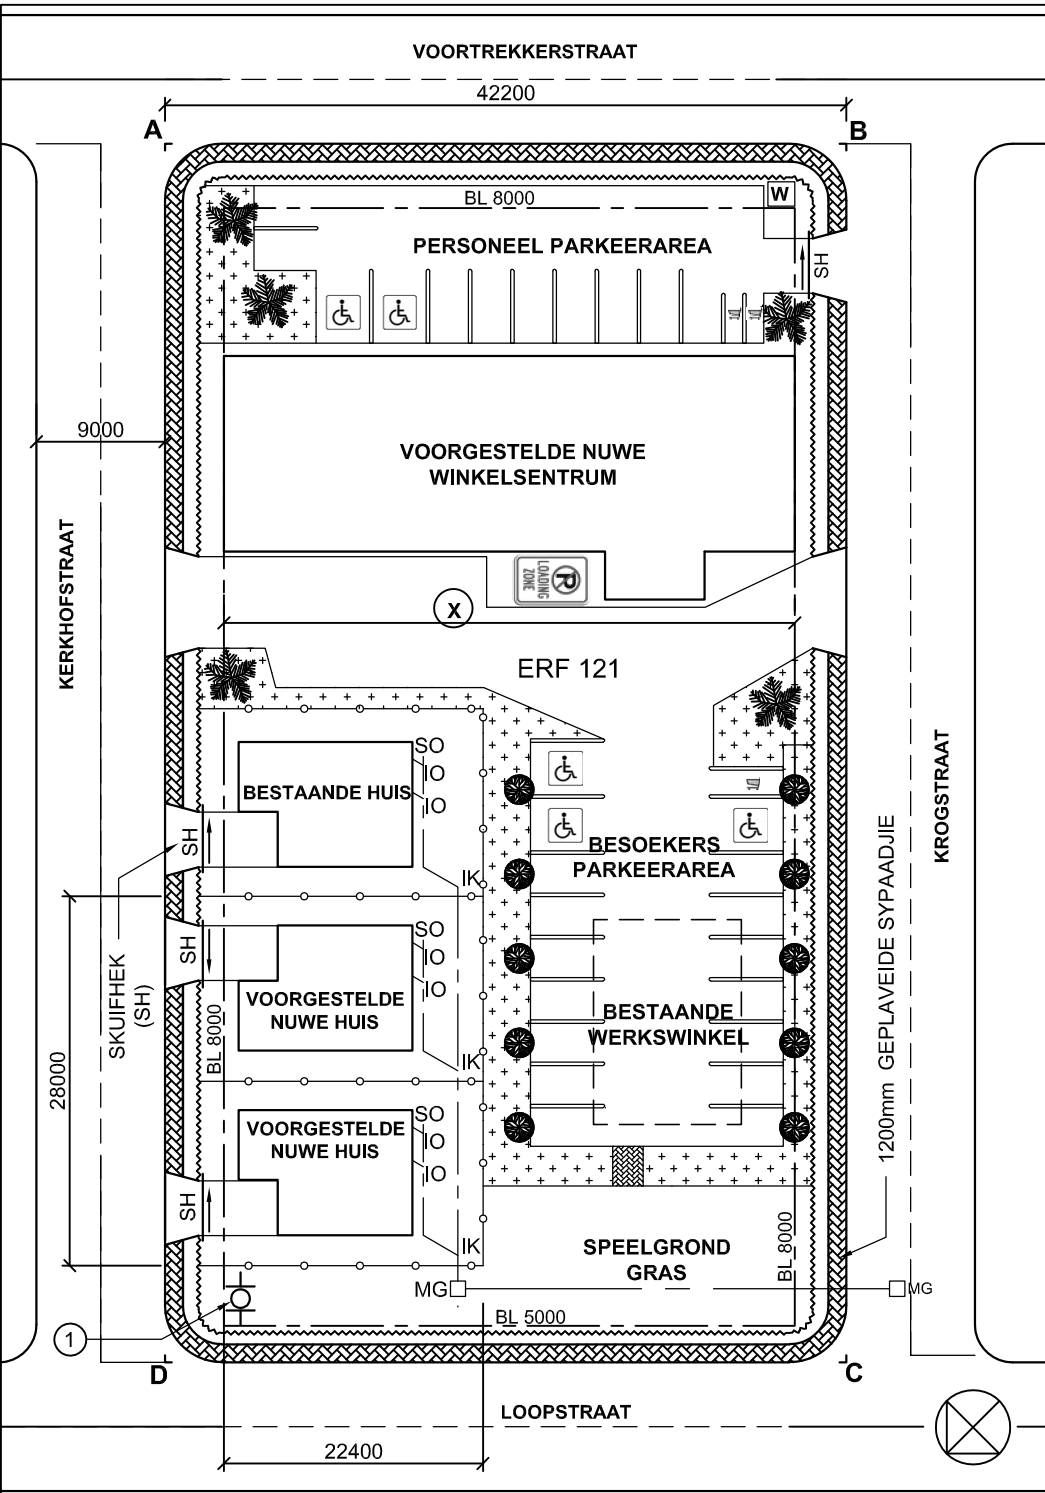 VOORTREKKERSTRAAT
42200
A
B
BL 8000
W
PERSONEEL PARKEERAREA
SH
9000
VOORGESTELDE NUWE
WINKELSENTRUM
KERKHOFSTRAAT
LOADING
ZONE
P
X
ERF 121
KROGSTRAAT
SO
IO
IO
BESTAANDE HUIS
SH
IK
BESOEKERS
PARKEERAREA
SKUIFHEK
(SH)
SH
SO
IO
IO
VOORGESTELDE
NUWE HUIS
BL 8000
IK
BESTAANDE
WERKSWINKEL
1200mm GEPLAVEIDE SYPAADJIE
28000
SO
IO
IO
VOORGESTELDE
NUWE HUIS
SH
IK
SPEELGROND
GRAS
BL 8000
MG
MG
BL 5000
1
D
C
LOOPSTRAAT
22400